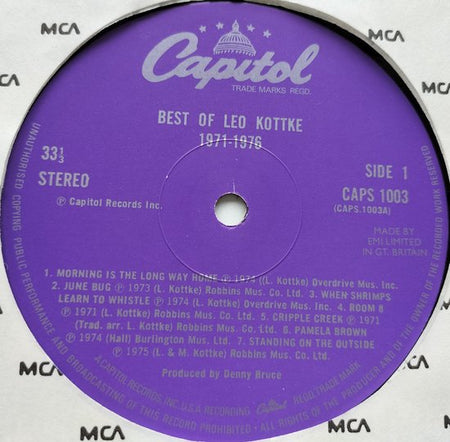 MCA
MCA
MCA
Capitol
TRADE MARKS REGD.
BEST OF LEO KOTTKE
1971-1976
33⅓
STEREO
℗ Capitol Records Inc.
SIDE 1
CAPS 1003
(CAPS.1003A)
MADE BY
EMI LIMITED
IN GT. BRITAIN
1. MORNING IS THE LONG WAY HOME ℗ 1974 (L. Kottke) Overdrive Mus. Inc.
2. JUNE BUG ℗ 1973 (L. Kottke) Robbins Mus. Co. Ltd. 3. WHEN SHRIMPS
LEARN TO WHISTLE ℗ 1974 (L. Kottke) Overdrive Mus. Inc. 4. ROOM 8
℗ 1971 (L. Kottke) Robbins Mus. Co. Ltd. 5. CRIPPLE CREEK ℗ 1971
(Trad. arr. L. Kottke) Robbins Mus. Co. Ltd. 6. PAMELA BROWN
℗ 1974 (Hall) Burlington Mus. Ltd. 7. STANDING ON THE OUTSIDE
℗ 1975 (L. & M. Kottke) Robbins Mus. Co. Ltd.
Produced by Denny Bruce
A. CAPITOL RECORDS, INC. U.S.A. RECORDING Capitol REG'D. TRADE MARK
UNAUTHORISED COPYING PUBLIC PERFORMANCE AND BROADCASTING OF THIS RECORD PROHIBITED · ALL RIGHTS OF THE PRODUCER AND OF THE OWNER OF THE RECORDED WORK RESERVED
MCA
MCA
MCA
MCA